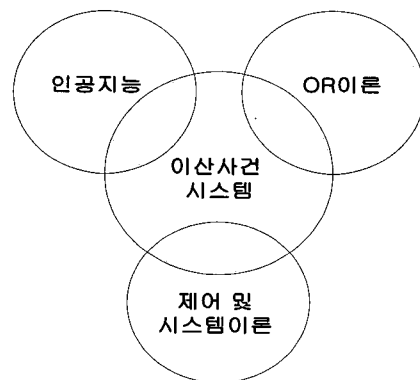 인공지능
OR이론
이산사건
시스템
제어 및
시스템이론